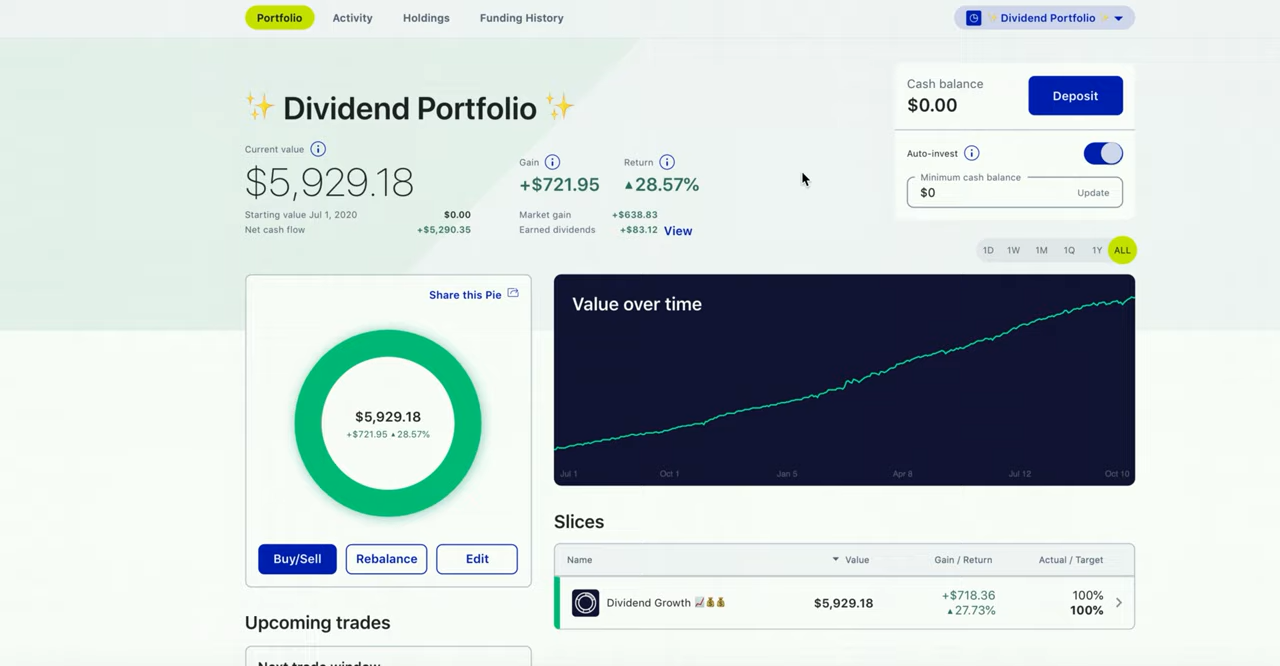 Portfolio Activity Holdings Funding History ✨ Dividend Portfolio ✨
✨ Dividend Portfolio ✨
Cash balance
$0.00
Deposit
Current value
$5,929.18
Gain Return
+$721.95 ▲28.57%
Auto-invest
Minimum cash balance
$0 Update
Starting value Jul 1, 2020 $0.00
Net cash flow +$5,290.35
Market gain +$638.83
Earned dividends +$83.12 View
1D 1W 1M 1Q 1Y ALL
Share this Pie
$5,929.18
+$721.95 ▲28.57%
Buy/Sell Rebalance Edit
Value over time
Jul 1 Oct 1 Jan 5 Apr 8 Jul 12 Oct 10
Slices
Name Value Gain / Return Actual / Target
Dividend Growth 📈💰💰 $5,929.18 +$718.36 100%
▲27.73% 100%
Upcoming trades
Next trade window